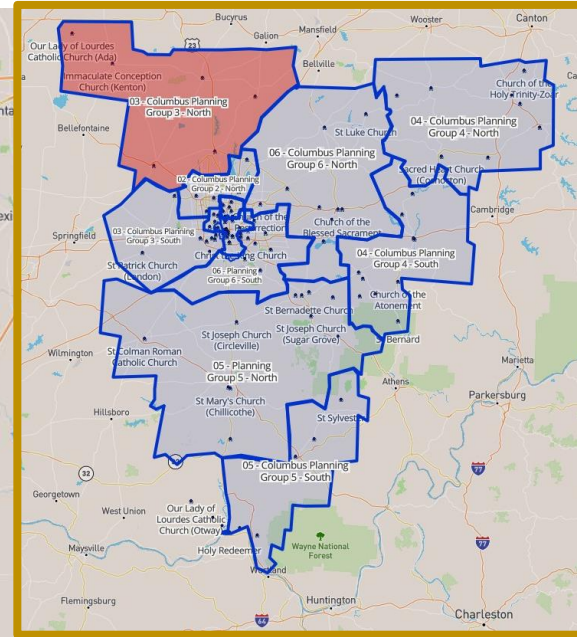 Bucyrus
Wooster
Canton
Mansfield
Galion
Our Lady of Lourdes
Catholic Church (Ada)
23
Bellville
Immaculate Conception
Church (Kenton)
Church of the
Holy Trinity-Zoar
03 - Columbus Planning
Group 3 - North
04 - Columbus Planning
Group 4 - North
Bellefontaine
St Luke Church
06 - Columbus Planning
Group 6 - North
Sacred Heart Church
02 - Columbus Planning
Group 2 - North
Cambridge
03 - Columbus Planning
Group 3 - South
Church of the
Blessed Sacrament
Springfield
St Patrick Church
(London)
06 - Planning
Group 6 - South
04 - Columbus Planning
Group 4 - South
St Bernadette Church
Church of the
Atonement
St Joseph Church
(Circleville)
St Joseph Church
(Sugar Grove)
St Bernard
Wilmington
St Colman Roman
Catholic Church
Marietta
05 - Planning
Group 5 - North
Athens
Parkersburg
St Mary's Church
(Chillicothe)
Hillsboro
St Sylvester
05 - Columbus Planning
Group 5 - South
77
32
Georgetown
West Union
Our Lady of
Lourdes Catholic
Church (Otway)
77
Maysville
Holy Redeemer
Wayne National
Forest
Flemingsburg
Huntington
64
Charleston